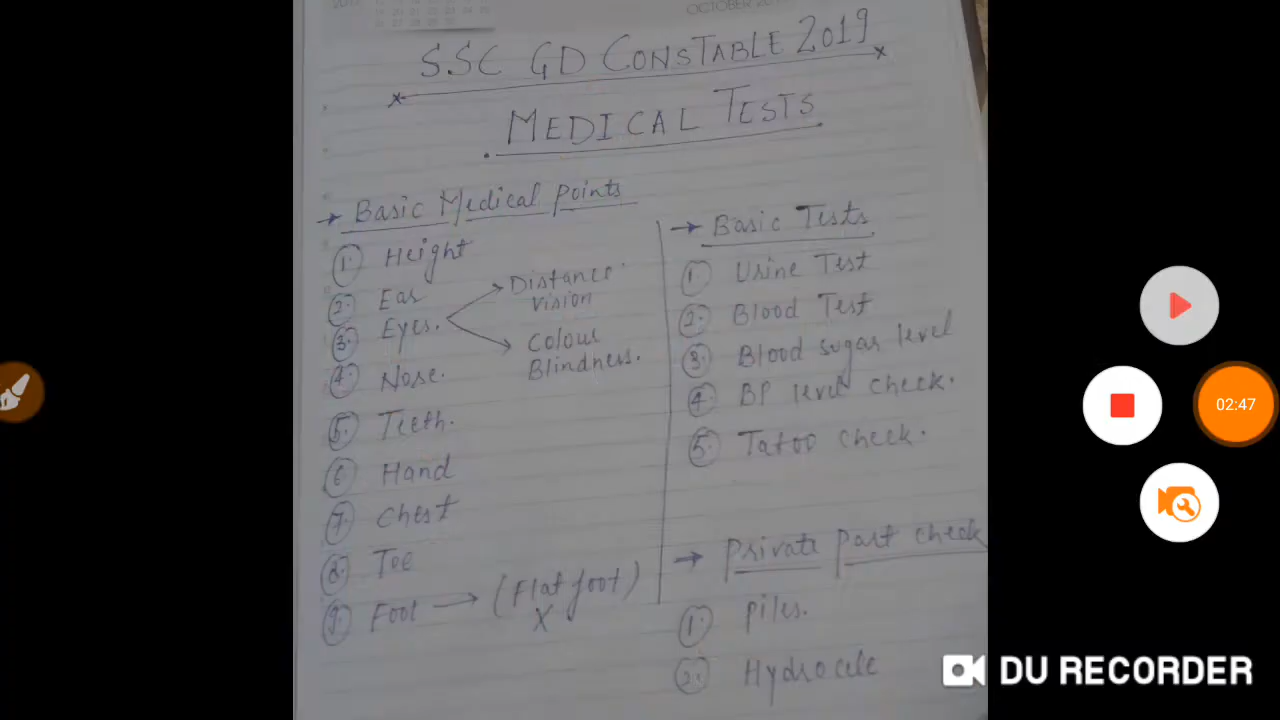 OCTOBER
SSC GD CONSTABLE 2019
MEDICAL TESTS
→ Basic Medical points
1. Height
2. Ear
3. Eyes. → Distance vision
→ Colour Blindness.
4. Nose.
5. Teeth.
6 Hand
7. Chest
8. Toe
9. Foot → (Flat foot)
X
→ Basic Tests
1. Urine Test
2. Blood Test
3. Blood sugar level
4. BP level check.
5. Tatoo check.
→ Private part check
1. Piles.
2. Hydrocele
02:47
DU RECORDER